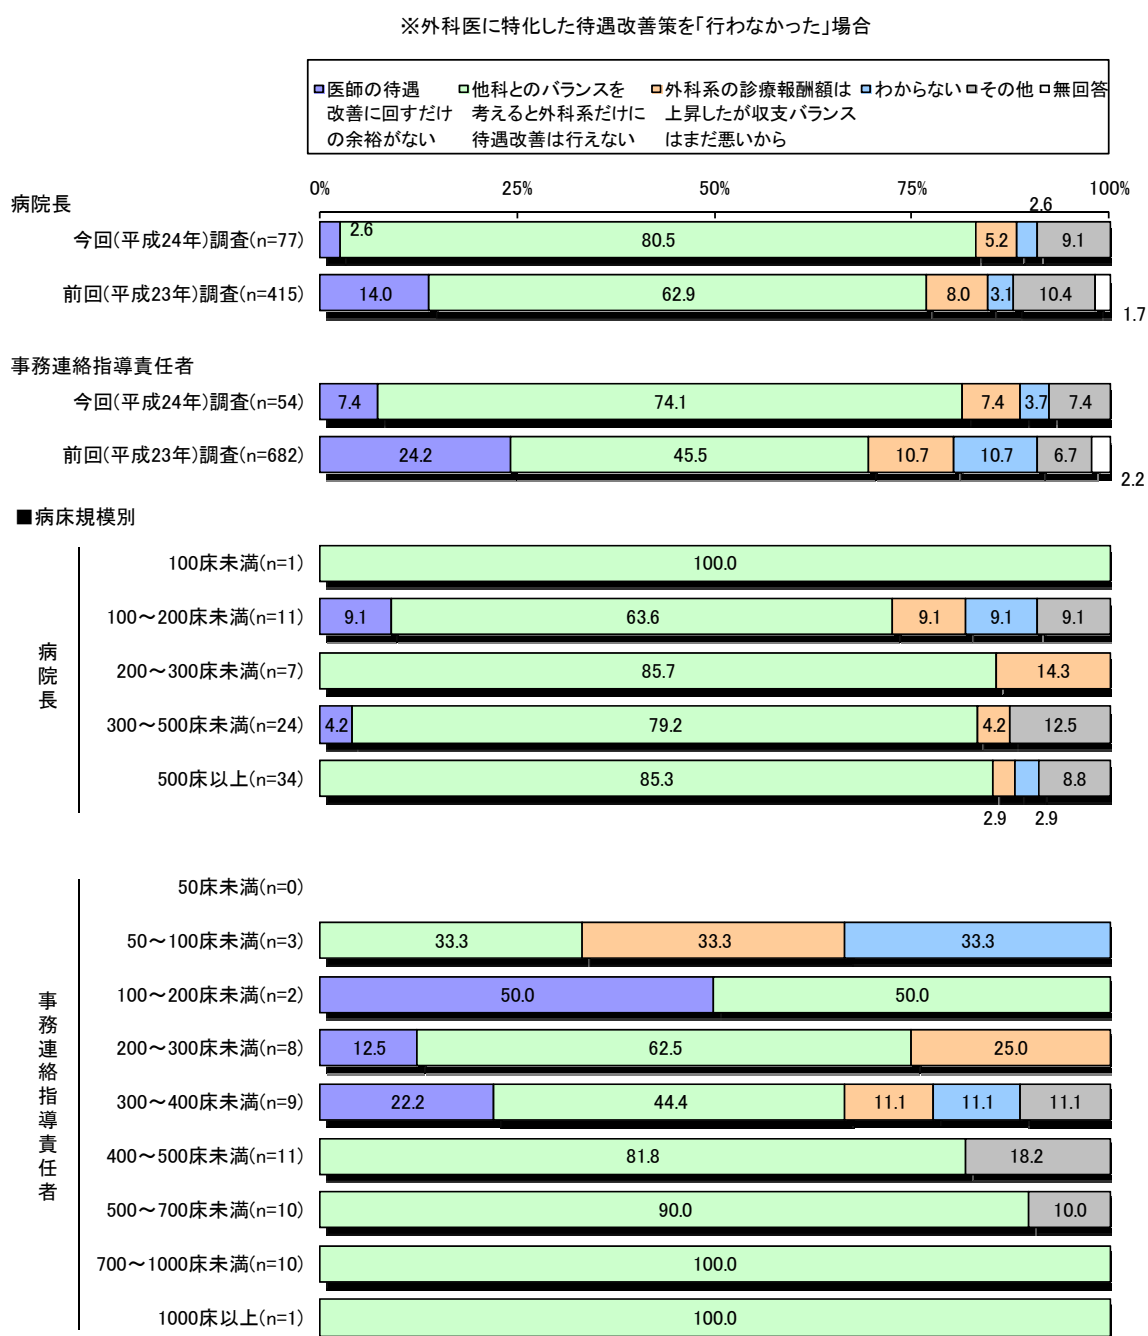 ※外科医に特化した待遇改善策を「行わなかった」場合
医師の待遇
改善に回すだけ
の余裕がない
他科とのバランスを
考えると外科系だけに
待遇改善は行えない
外科系の診療報酬額は
上昇したが収支バランス
はまだ悪いから
わからない
その他
無回答
0% 25% 50% 75% 100%
病院長
今回(平成24年)調査(n=77) 2.6 80.5 5.2 2.6 9.1
前回(平成23年)調査(n=415) 14.0 62.9 8.0 3.1 10.4 1.7
事務連絡指導責任者
今回(平成24年)調査(n=54) 7.4 74.1 7.4 3.7 7.4
前回(平成23年)調査(n=682) 24.2 45.5 10.7 10.7 6.7 2.2
■病床規模別
病院長
100床未満(n=1) 100.0
100～200床未満(n=11) 9.1 63.6 9.1 9.1 9.1
200～300床未満(n=7) 85.7 14.3
300～500床未満(n=24) 4.2 79.2 4.2 12.5
500床以上(n=34) 85.3 2.9 2.9 8.8
事務連絡指導責任者
50床未満(n=0)
50～100床未満(n=3) 33.3 33.3 33.3
100～200床未満(n=2) 50.0 50.0
200～300床未満(n=8) 12.5 62.5 25.0
300～400床未満(n=9) 22.2 44.4 11.1 11.1 11.1
400～500床未満(n=11) 81.8 18.2
500～700床未満(n=10) 90.0 10.0
700～1000床未満(n=10) 100.0
1000床以上(n=1) 100.0